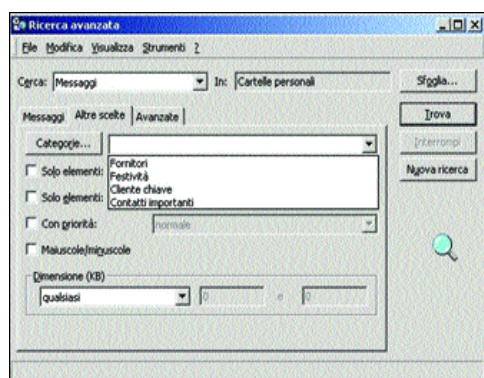 Ricerca avanzata
File Modifica Visualizza Strumenti ?
Cerca: Messaggi In: Cartelle personali Sfoglia...
Messaggi Altre scelte Avanzate Trova
Categorie... Interrompi
Solo elementi: Fornitori
Festività Nuova ricerca
Solo elementi: Cliente chiave
Contatti importanti
Con priorità: normale
Maiuscole/minuscole
Dimensione (KB)
qualsiasi 0 e 0